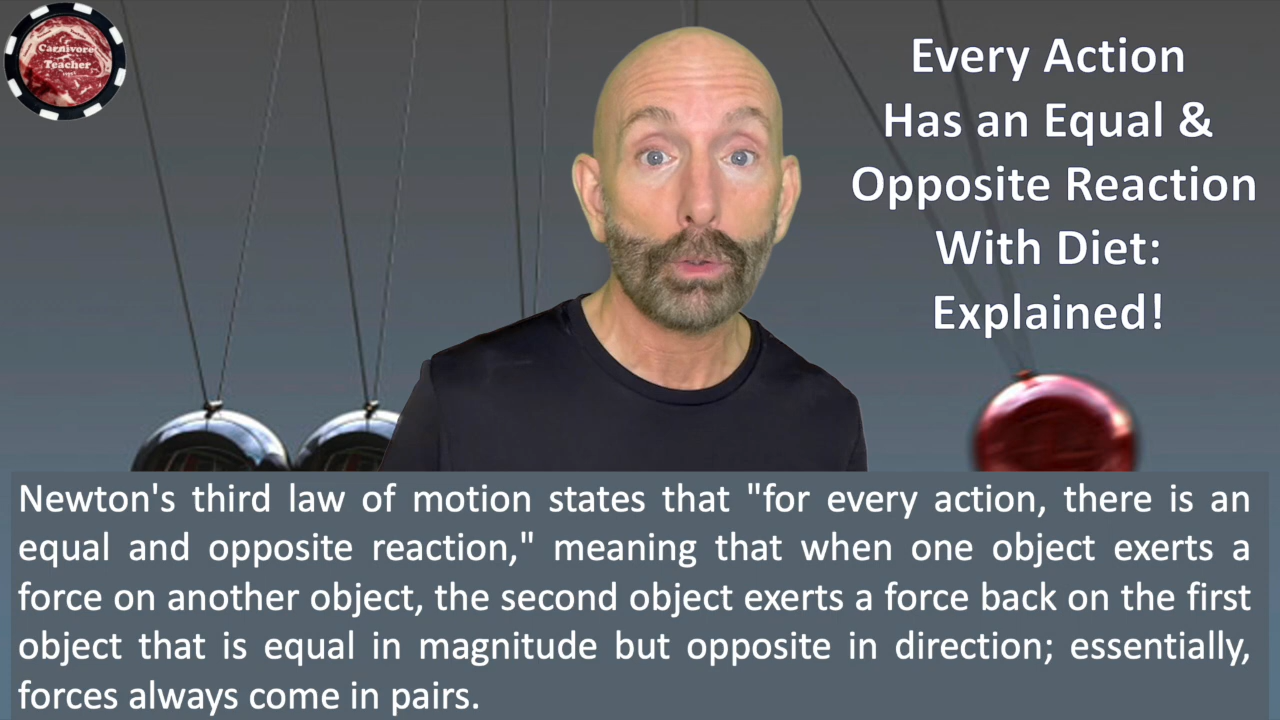 Carnivore
Teacher
Every Action
Has an Equal &
Opposite Reaction
With Diet:
Explained!
Newton's third law of motion states that "for every action, there is an
equal and opposite reaction," meaning that when one object exerts a
force on another object, the second object exerts a force back on the first
object that is equal in magnitude but opposite in direction; essentially,
forces always come in pairs.